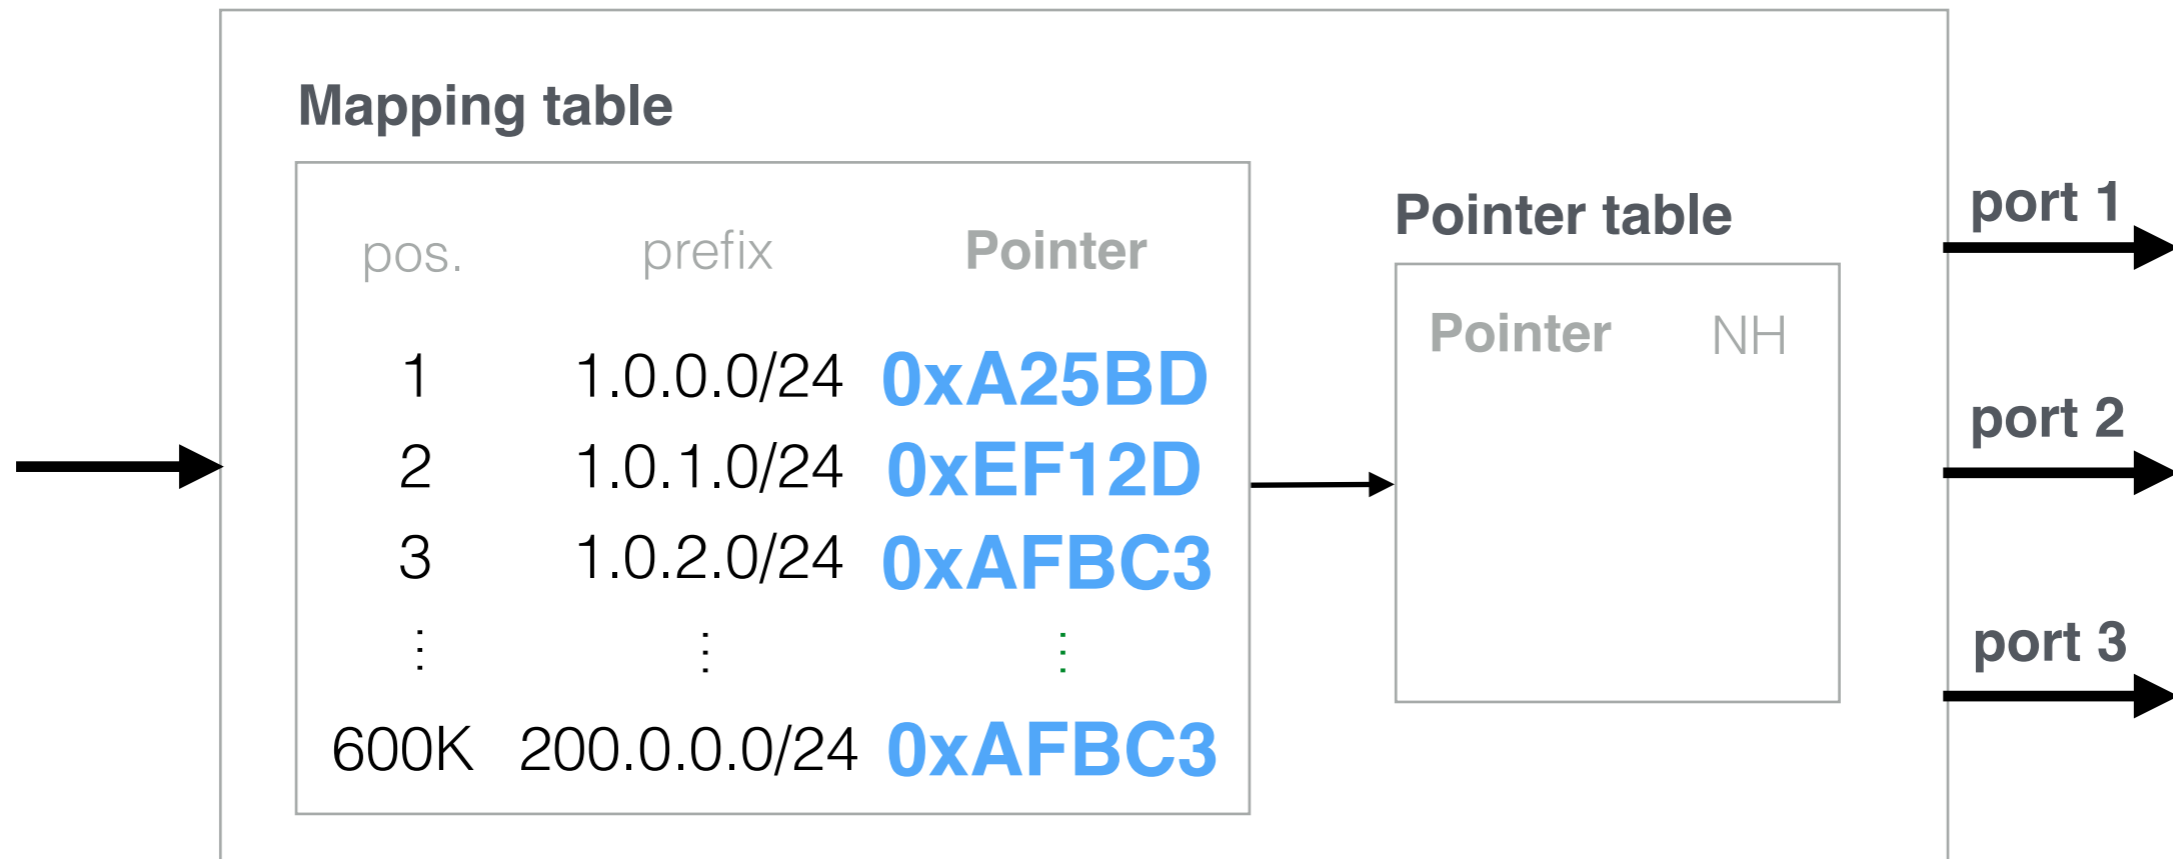 Mapping table
pos. prefix Pointer
1 1.0.0.0/24 0xA25BD
2 1.0.1.0/24 0xEF12D
3 1.0.2.0/24 0xAFBC3
⋮ ⋮ ⋮
600K 200.0.0.0/24 0xAFBC3
Pointer table
Pointer NH
port 1
port 2
port 3